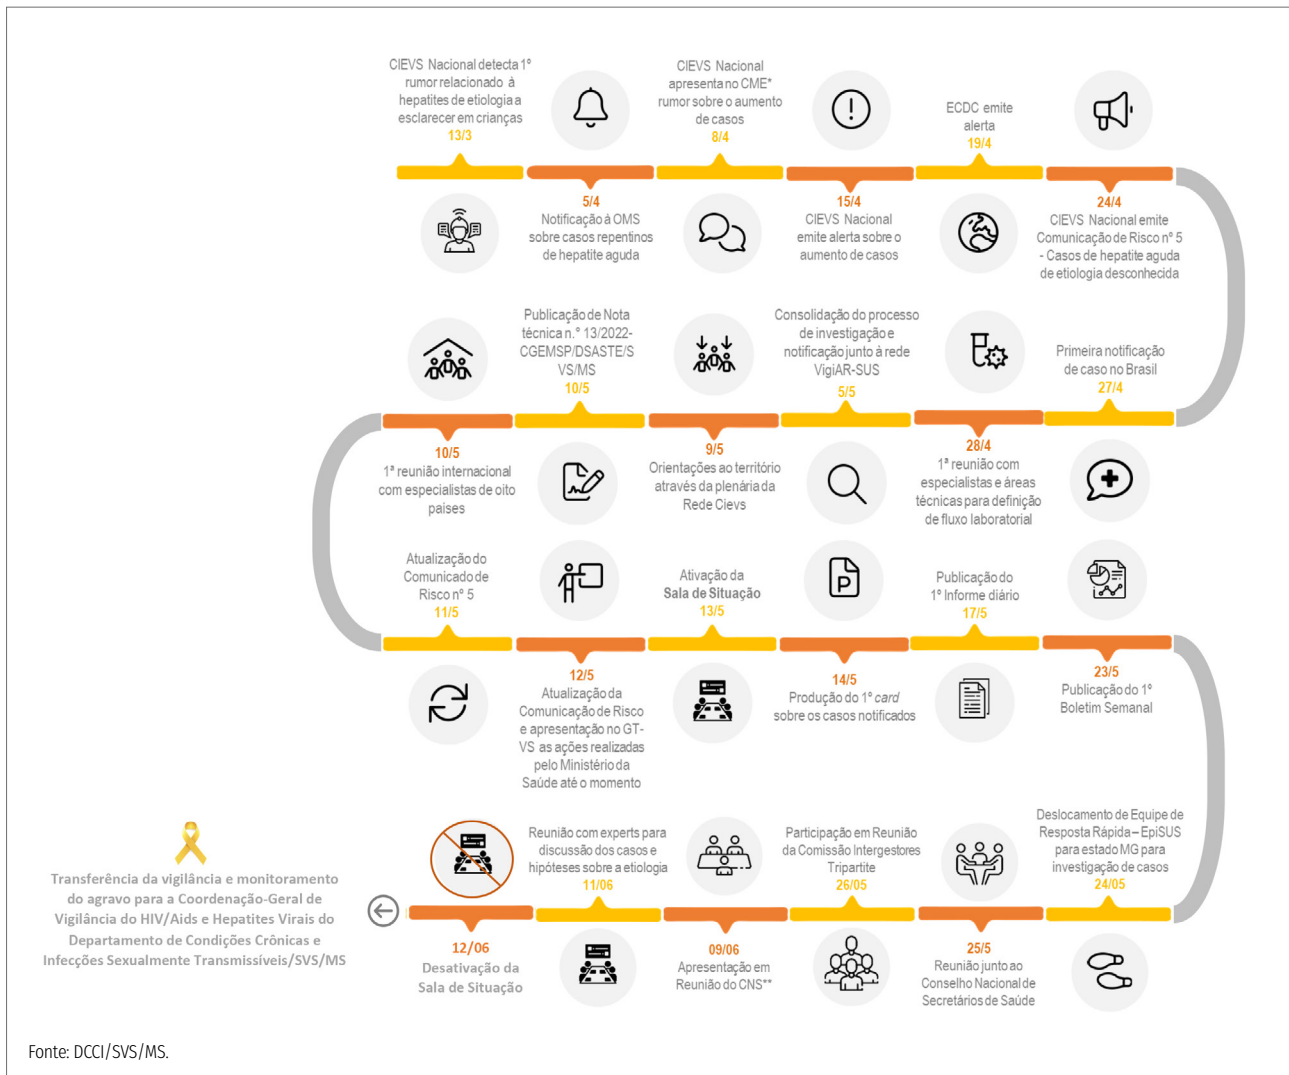 CIEVS Nacional detecta 1º
rumor relacionado à
hepatites de etiologia a
esclarecer em crianças
13/3
5/4
Notificação à OMS
sobre casos repentinos
de hepatite aguda
CIEVS Nacional
apresenta no CME*
rumor sobre o aumento
de casos
8/4
15/4
CIEVS Nacional
emite alerta sobre o
aumento de casos
ECDC emite
alerta
19/4
24/4
CIEVS Nacional emite
Comunicação de Risco nº 5
- Casos de hepatite aguda
de etiologia desconhecida
Primeira notificação
de caso no Brasil
27/4
28/4
1ª reunião com
especialistas e áreas
técnicas para definição
de fluxo laboratorial
Consolidação do processo
de investigação e
notificação junto à rede
VigiAR-SUS
5/5
9/5
Orientações ao território
através da plenária da
Rede Cievs
Publicação de Nota
técnica n.° 13/2022-
CGEMSP/DSASTE/S
VS/MS
10/5
10/5
1ª reunião internacional
com especialistas de oito
países
Atualização do
Comunicado de
Risco nº 5
11/5
12/5
Atualização da
Comunicação de Risco
e apresentação no GT-
VS as ações realizadas
pelo Ministério da
Saúde até o momento
Ativação da
Sala de Situação
13/5
P
14/5
Produção do 1º card
sobre os casos notificados
Publicação do
1º Informe diário
17/5
23/5
Publicação do 1º
Boletim Semanal
Deslocamento de Equipe de
Resposta Rápida – EpiSUS
para estado MG para
investigação de casos
24/05
25/5
Reunião junto ao
Conselho Nacional de
Secretários de Saúde
Participação em Reunião
da Comissão Intergestores
Tripartite
26/05
09/06
Apresentação em
Reunião do CNS**
Reunião com experts para
discussão dos casos e
hipóteses sobre a etiologia
11/06
12/06
Desativação da
Sala de Situação
Transferência da vigilância e monitoramento
do agravo para a Coordenação-Geral de
Vigilância do HIV/Aids e Hepatites Virais do
Departamento de Condições Crônicas e
Infecções Sexualmente Transmissíveis/SVS/MS
Fonte: DCCI/SVS/MS.